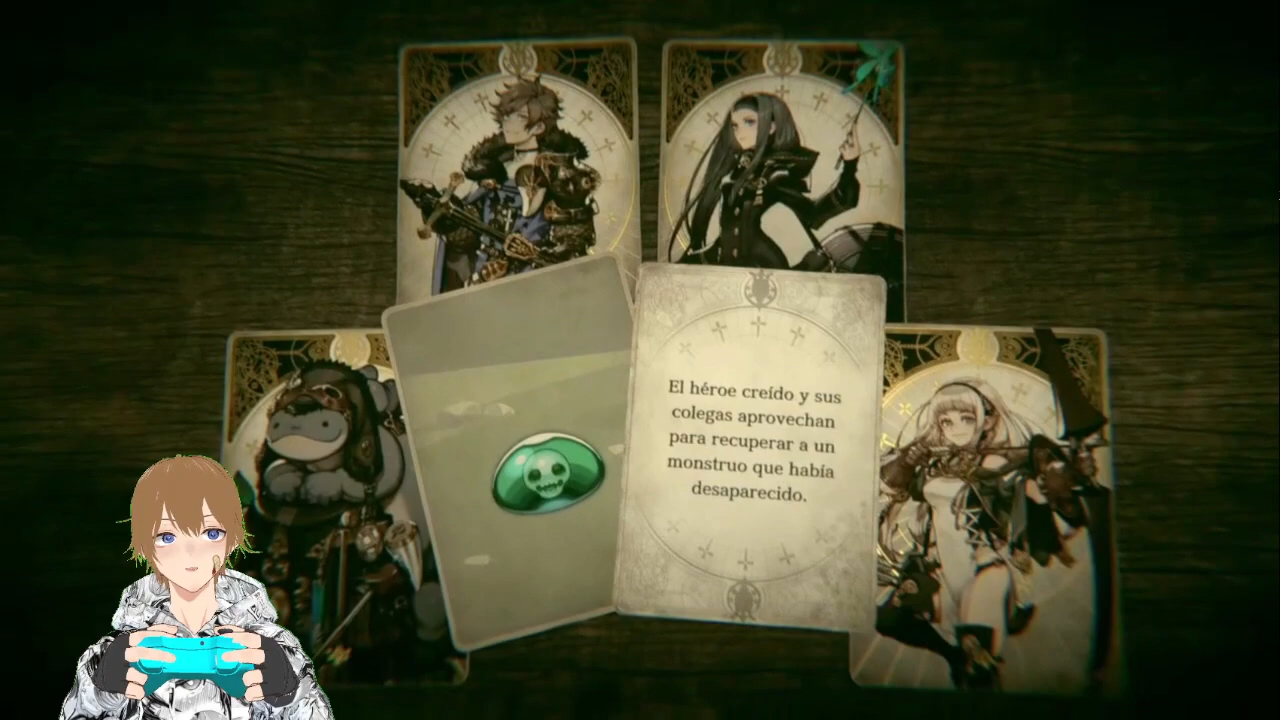 El héroe creído y sus
colegas aprovechan
para recuperar a un
monstruo que había
desaparecido.